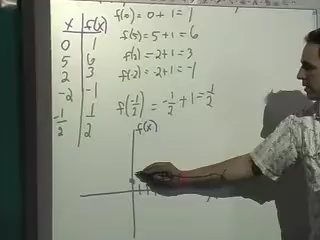 x f(x)
0 1
5 6
2 3
-2 -1
-1/2 1/2
f(0) = 0 + 1 = 1
f(5) = 5 + 1 = 6
f(2) = 2 + 1 = 3
f(-2) = -2 + 1 = -1
f(-1/2) = -1/2 + 1 = 1/2
f(x)